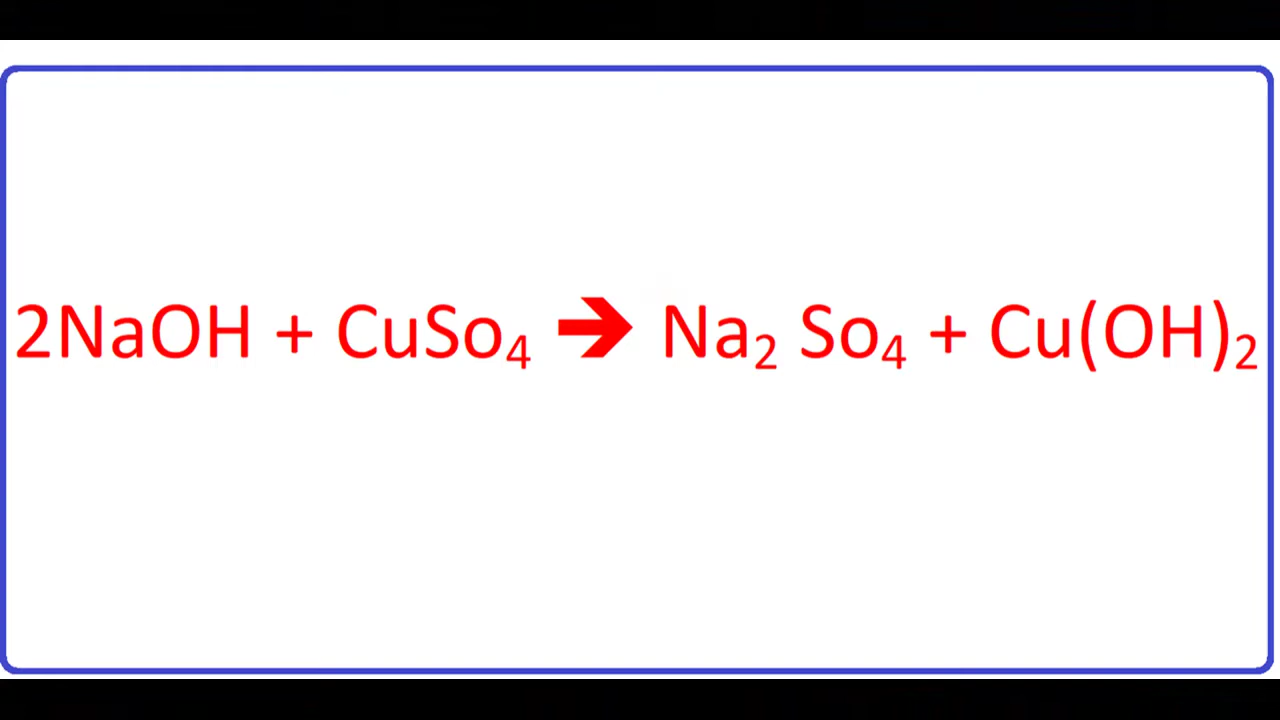 2NaOH + CuSo₄ ➔ Na₂ So₄ + Cu(OH)₂